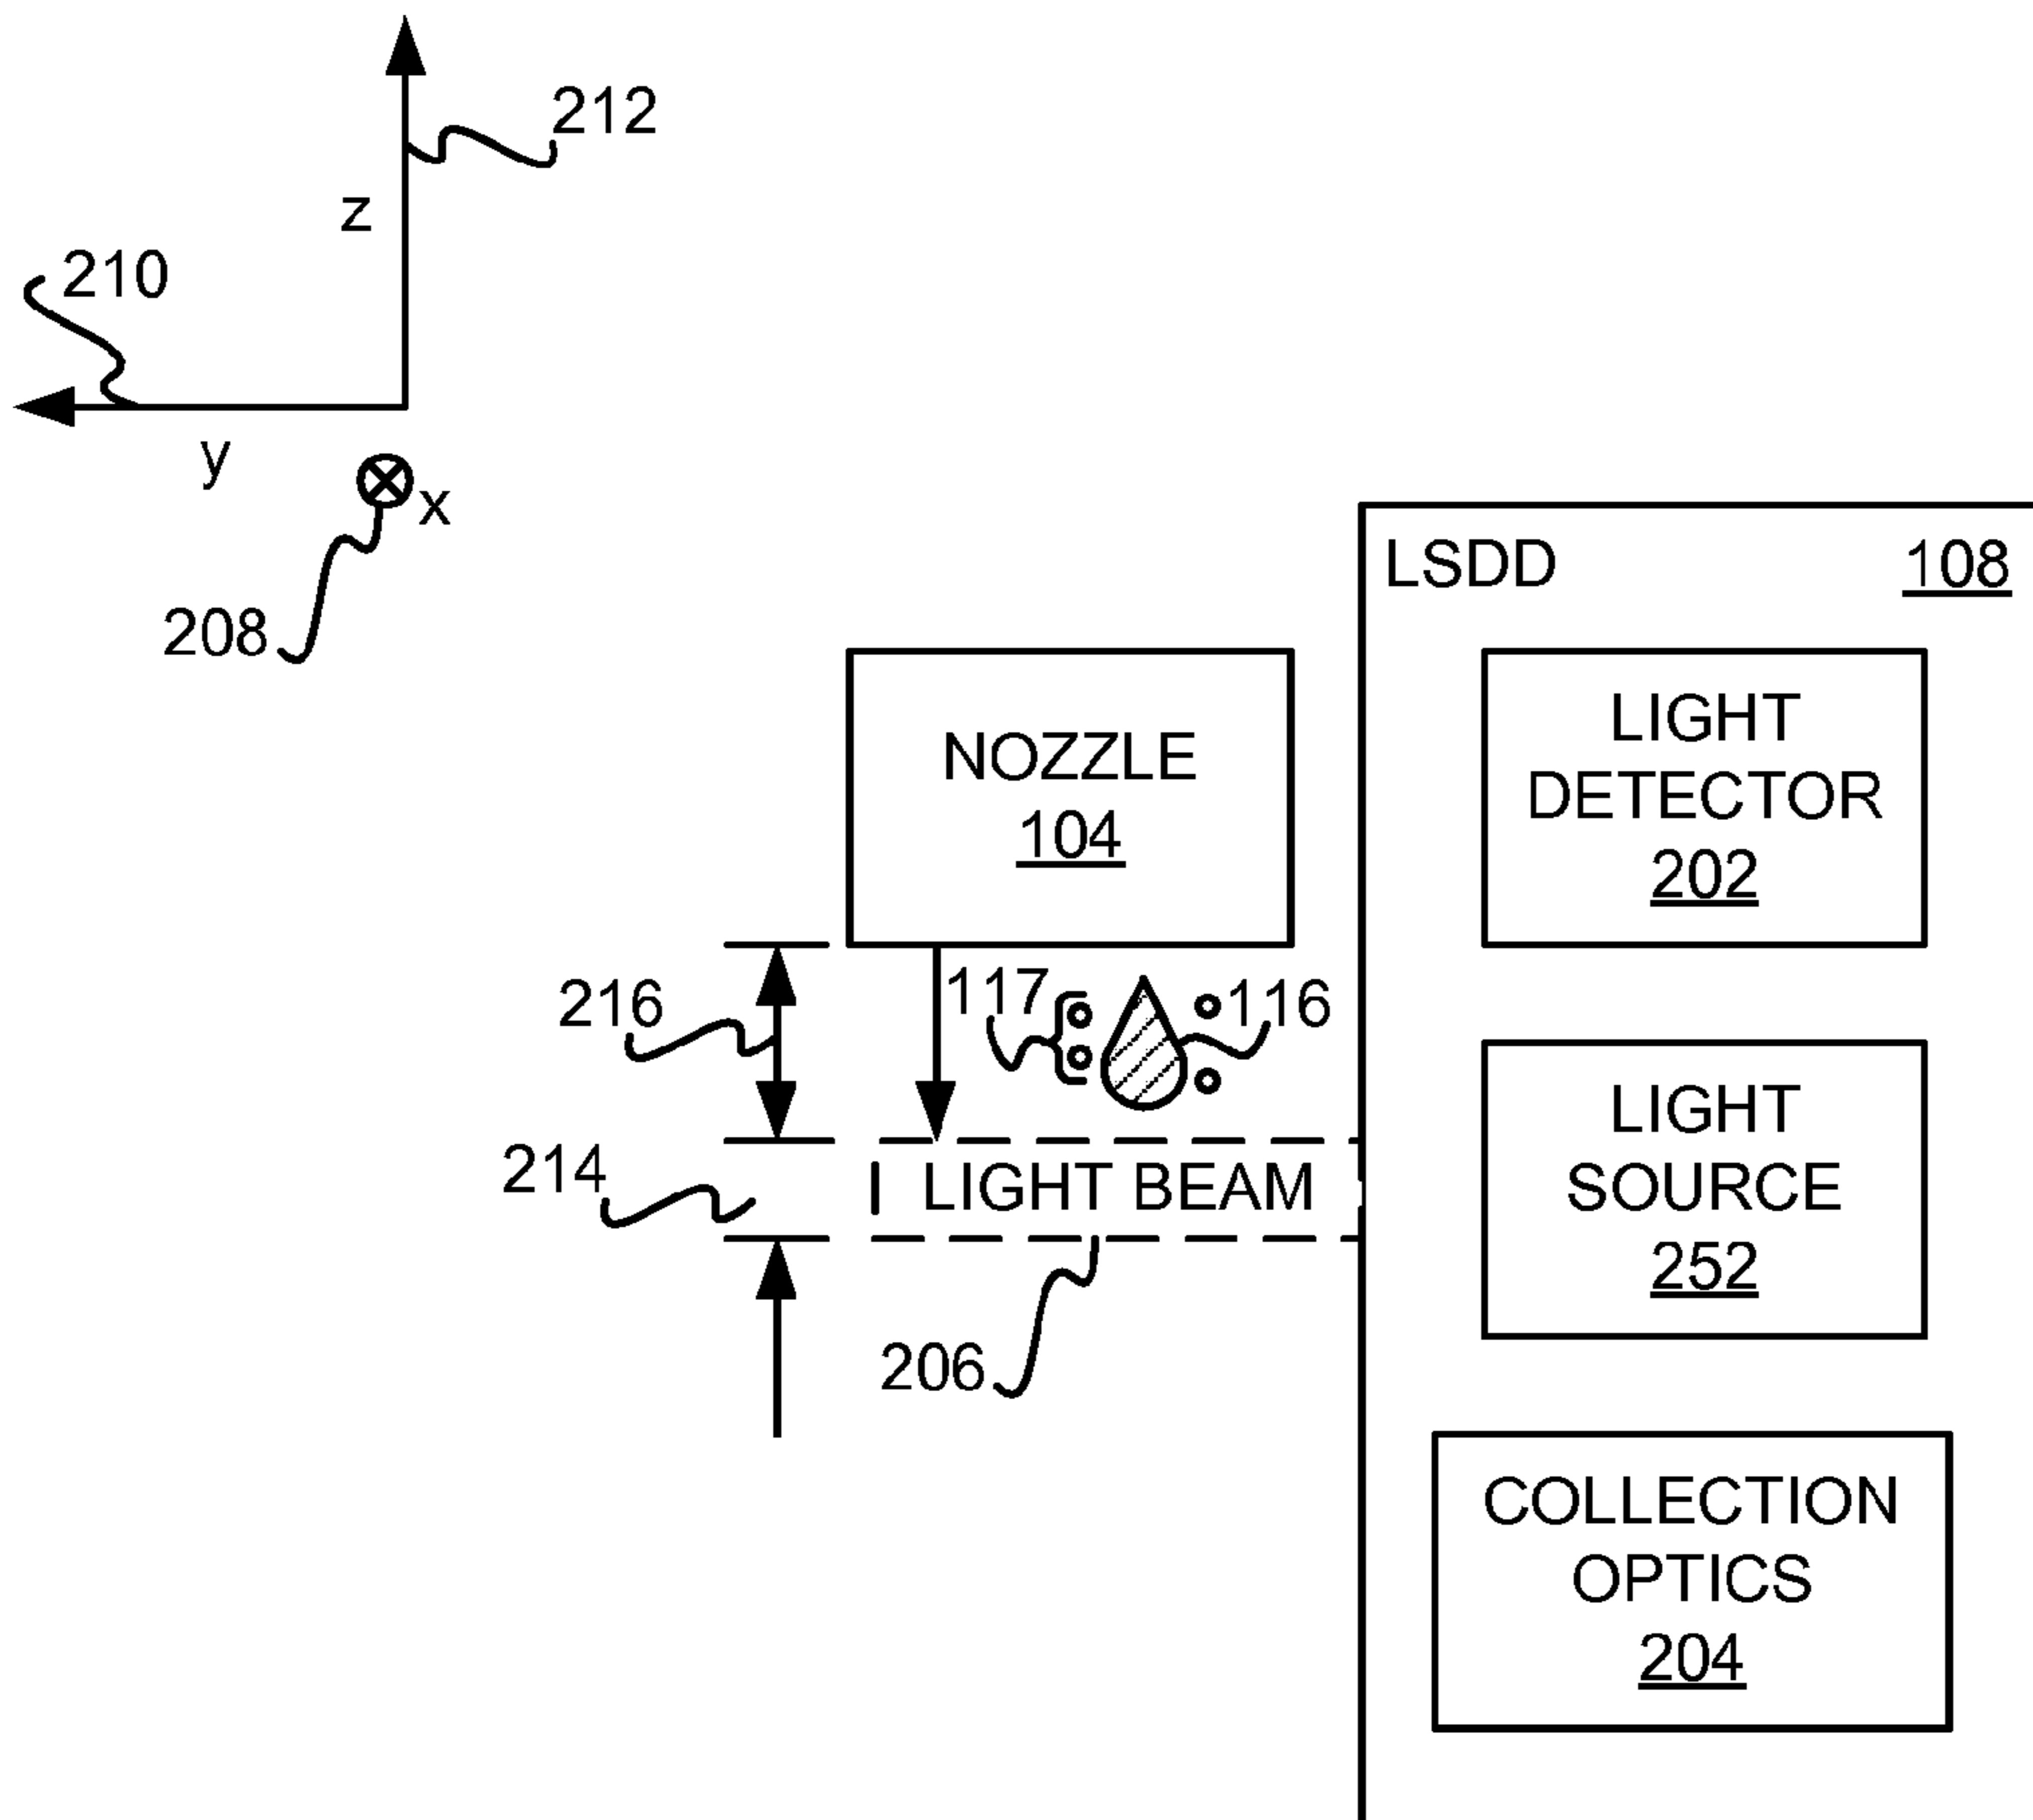 212
z
210
y
x
208
LSDD 108
NOZZLE
104
LIGHT
DETECTOR
202
216
117
116
LIGHT
SOURCE
252
214
LIGHT BEAM
206
COLLECTION
OPTICS
204